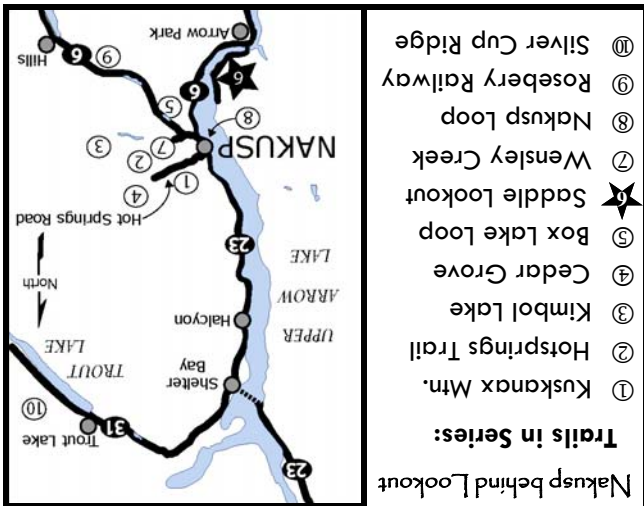 Nakusp behind Lookout
Trails in Series:
① Kuskanax Mtn.
② Hotsprings Trail
③ Kimbol Lake
④ Cedar Grove
⑤ Box Lake Loop
6 Saddle Lookout
⑦ Wensley Creek
⑧ Nakusp Loop
⑨ Rosebery Railway
⑩ Silver Cup Ridge
23
Trout Lake
31
⑩
Shelter
Bay
TROUT
LAKE
UPPER
ARROW
LAKE
Halcyon
North
23
Hot Springs Road
①
④
②
NAKUSP
③
⑦
⑧
⑤
6
6
⑨
6
Arrow Park
Hills